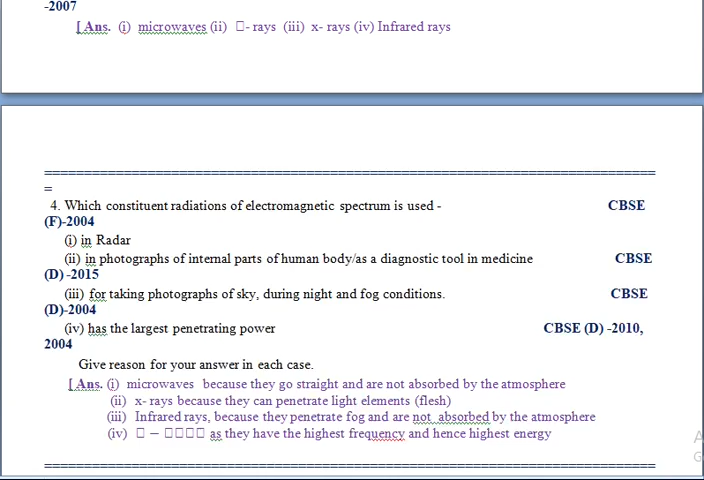 -2007
[ Ans. (i) microwaves (ii) □- rays (iii) x- rays (iv) Infrared rays
================================================================================
=
4. Which constituent radiations of electromagnetic spectrum is used - CBSE
(F)-2004
(i) in Radar
(ii) in photographs of internal parts of human body/as a diagnostic tool in medicine CBSE
(D) -2015
(iii) for taking photographs of sky, during night and fog conditions. CBSE
(D)-2004
(iv) has the largest penetrating power CBSE (D) -2010,
2004
Give reason for your answer in each case.
[ Ans. (i) microwaves because they go straight and are not absorbed by the atmosphere
(ii) x- rays because they can penetrate light elements (flesh)
(iii) Infrared rays, because they penetrate fog and are not absorbed by the atmosphere
(iv) □ − □□□□ as they have the highest frequency and hence highest energy
================================================================================